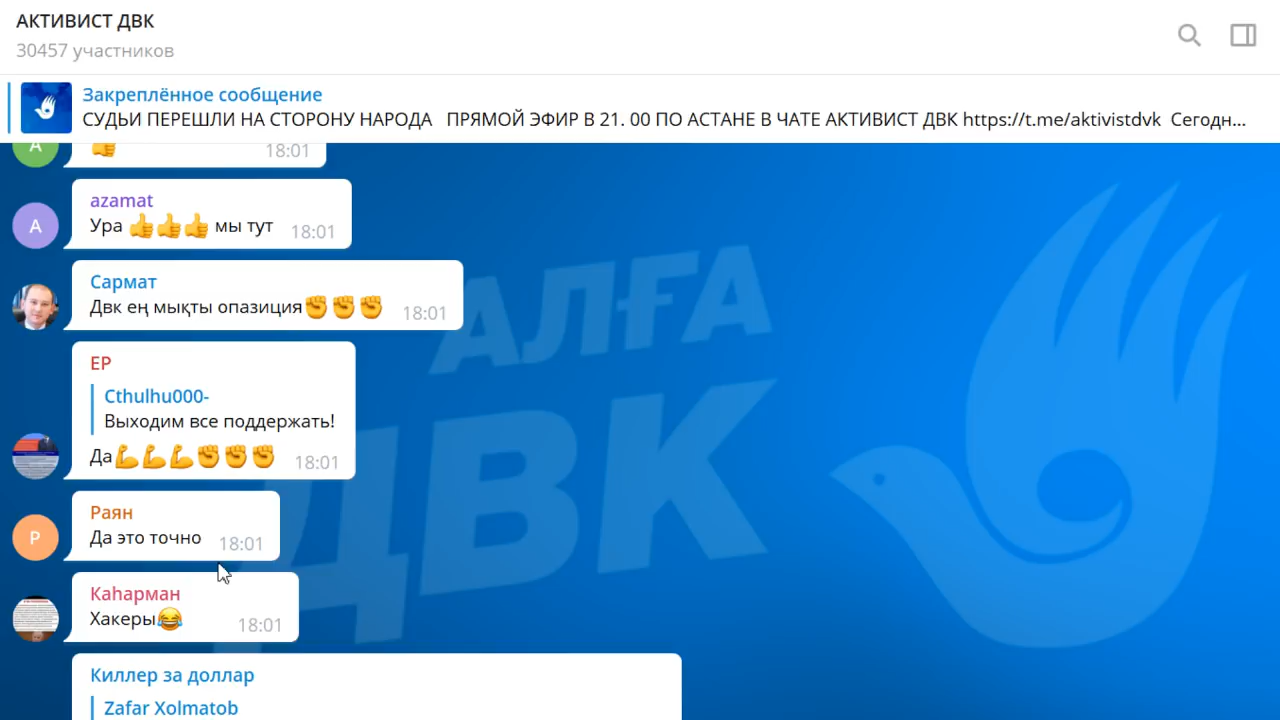 АКТИВИСТ ДВК
30457 участников
Закреплённое сообщение
СУДЬИ ПЕРЕШЛИ НА СТОРОНУ НАРОДА ПРЯМОЙ ЭФИР В 21. 00 ПО АСТАНЕ В ЧАТЕ АКТИВИСТ ДВК https://t.me/aktivistdvk Сегодн...
А
👍 18:01
azamat
A
Ура 👍👍👍 мы тут 18:01
Сармат
Двк ең мықты опазиция✊✊✊ 18:01
ЕР
Cthulhu000-
Выходим все поддержать!
Да💪💪💪✊✊✊ 18:01
Раян
Р
Да это точно 18:01
Каһарман
Хакеры😂 18:01
Киллер за доллар
Zafar Xolmatob
АЛҒА
ДВК